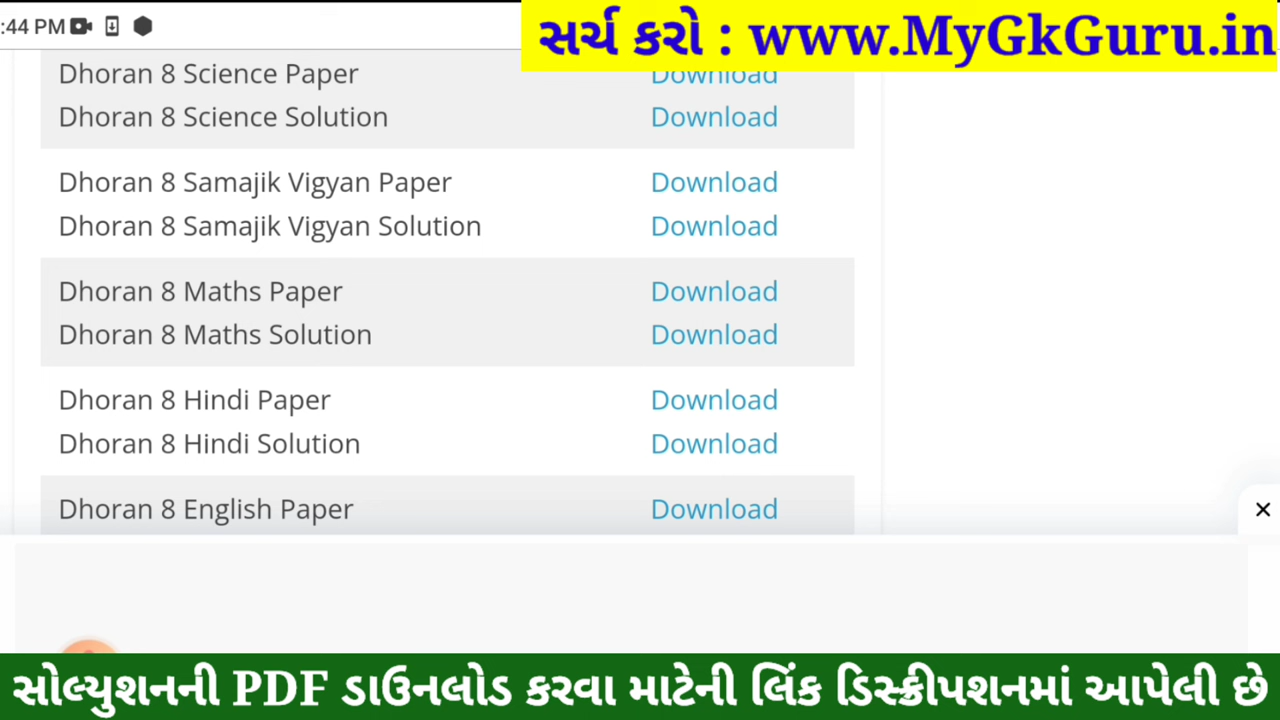 :44 PM
સર્ચ કરો : www.MyGkGuru.in
Dhoran 8 Science Paper Download
Dhoran 8 Science Solution Download
Dhoran 8 Samajik Vigyan Paper Download
Dhoran 8 Samajik Vigyan Solution Download
Dhoran 8 Maths Paper Download
Dhoran 8 Maths Solution Download
Dhoran 8 Hindi Paper Download
Dhoran 8 Hindi Solution Download
Dhoran 8 English Paper Download
સોલ્યુશનની PDF ડાઉનલોડ કરવા માટેની લિંક ડિસ્ક્રીપશનમાં આપેલી છે